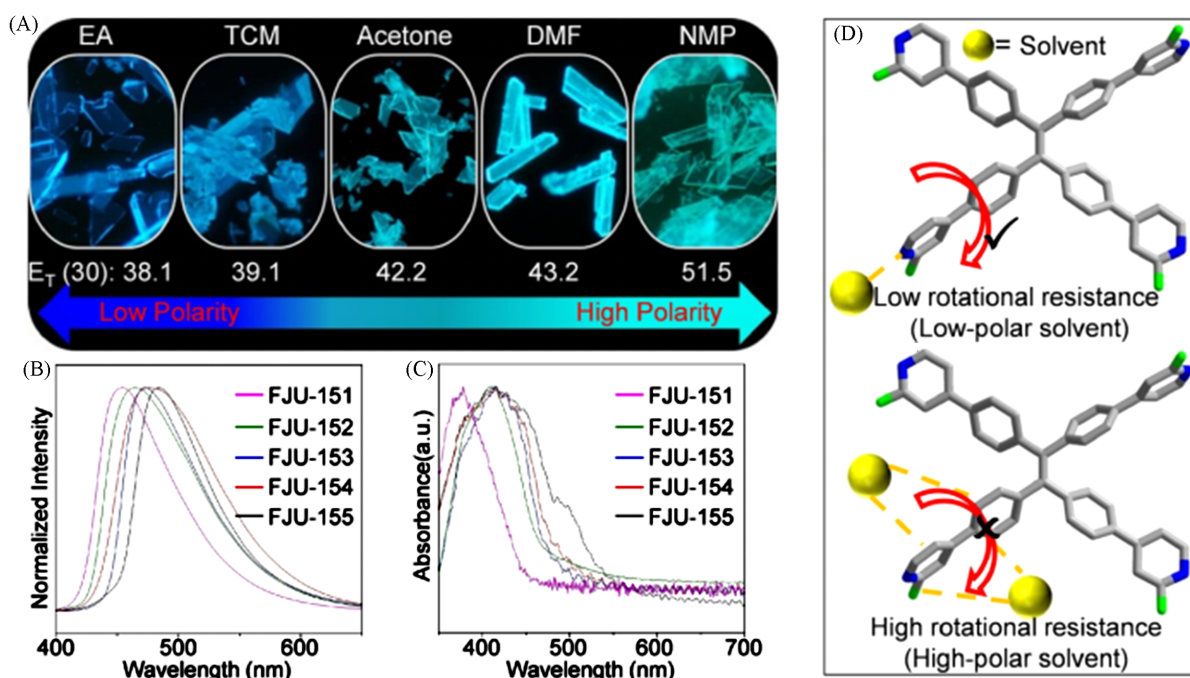 (A)
EA TCM Acetone DMF NMP
E_T (30): 38.1 39.1 42.2 43.2 51.5
Low Polarity High Polarity
(B)
Normalized Intensity
FJU-151
FJU-152
FJU-153
FJU-154
FJU-155
400 500 600
Wavelength (nm)
(C)
Absorbance(a.u.)
FJU-151
FJU-152
FJU-153
FJU-154
FJU-155
400 500 600 700
Wavelength (nm)
(D)
= Solvent
Low rotational resistance
(Low-polar solvent)
High rotational resistance
(High-polar solvent)